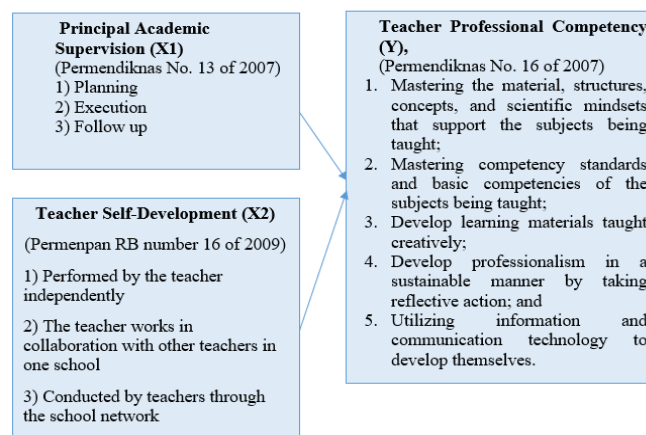 Principal Academic
Supervision (X1)
(Permendiknas No. 13 of 2007)
1) Planning
2) Execution
3) Follow up
Teacher Self-Development (X2)
(Permenpan RB number 16 of 2009)
1) Performed by the teacher
independently
2) The teacher works in
collaboration with other teachers in
one school
3) Conducted by teachers through
the school network
Teacher Professional Competency
(Y),
(Permendiknas No. 16 of 2007)
1. Mastering the material, structures,
concepts, and scientific mindsets
that support the subjects being
taught;
2. Mastering competency standards
and basic competencies of the
subjects being taught;
3. Develop learning materials taught
creatively;
4. Develop professionalism in a
sustainable manner by taking
reflective action; and
5. Utilizing information and
communication technology to
develop themselves.